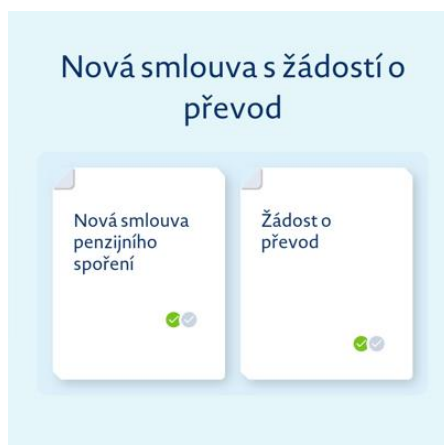 Nová smlouva s žádostí o
převod
Nová smlouva
penzijního
spoření
Žádost o
převod